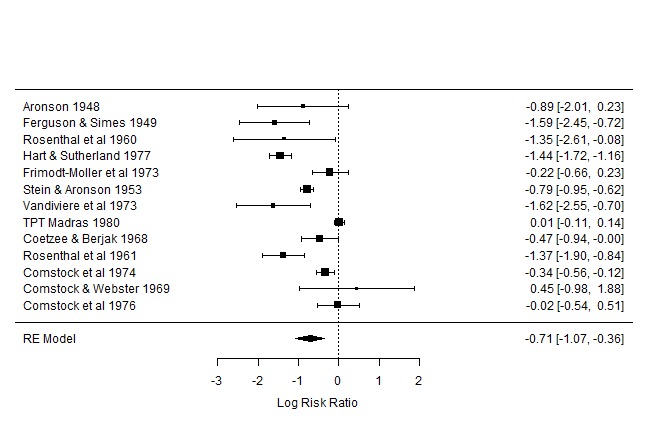 Aronson 1948 -0.89 [-2.01, 0.23]
Ferguson & Simes 1949 -1.59 [-2.45, -0.72]
Rosenthal et al 1960 -1.35 [-2.61, -0.08]
Hart & Sutherland 1977 -1.44 [-1.72, -1.16]
Frimodt-Moller et al 1973 -0.22 [-0.66, 0.23]
Stein & Aronson 1953 -0.79 [-0.95, -0.62]
Vandiviere et al 1973 -1.62 [-2.55, -0.70]
TPT Madras 1980 0.01 [-0.11, 0.14]
Coetzee & Berjak 1968 -0.47 [-0.94, -0.00]
Rosenthal et al 1961 -1.37 [-1.90, -0.84]
Comstock et al 1974 -0.34 [-0.56, -0.12]
Comstock & Webster 1969 0.45 [-0.98, 1.88]
Comstock et al 1976 -0.02 [-0.54, 0.51]
RE Model -0.71 [-1.07, -0.36]
-3 -2 -1 0 1 2
Log Risk Ratio